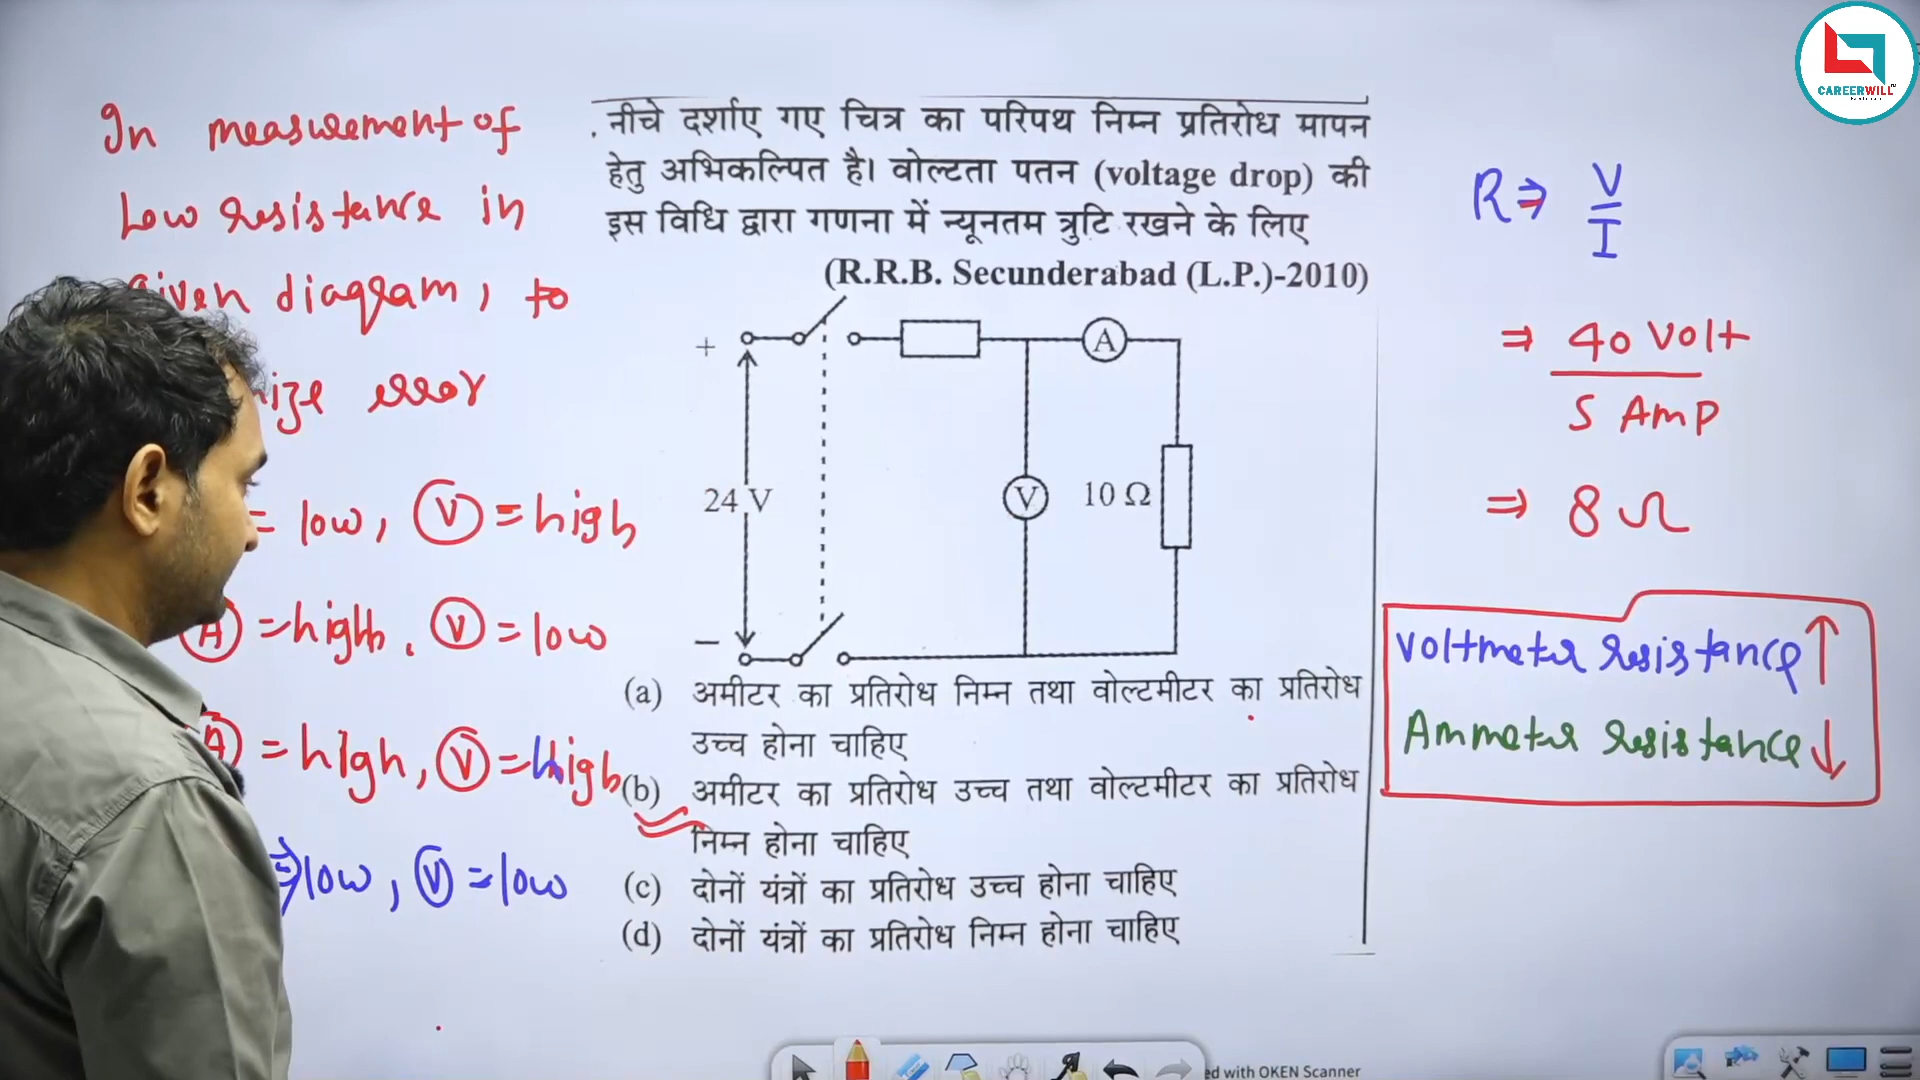 In measurement of
Low resistance in
given diagram, to
error
= low, V = high
A = high, V = low
A = high, V = high
⇒ low, V = low
नीचे दर्शाए गए चित्र का परिपथ निम्न प्रतिरोध मापन
हेतु अभिकल्पित है। वोल्टता पतन (voltage drop) की
इस विधि द्वारा गणना में न्यूनतम त्रुटि रखने के लिए
(R.R.B. Secunderabad (L.P.)-2010)
+
A
24 V
V
10 Ω
−
(a) अमीटर का प्रतिरोध निम्न तथा वोल्टमीटर का प्रतिरोध
उच्च होना चाहिए
(b) अमीटर का प्रतिरोध उच्च तथा वोल्टमीटर का प्रतिरोध
निम्न होना चाहिए
(c) दोनों यंत्रों का प्रतिरोध उच्च होना चाहिए
(d) दोनों यंत्रों का प्रतिरोध निम्न होना चाहिए
R ⇒ V
I
⇒ 40 Volt
5 Amp
⇒ 8 Ω
Voltmeter resistance ↑
Ammeter resistance ↓
CAREERWILL
ed with OKEN Scanner